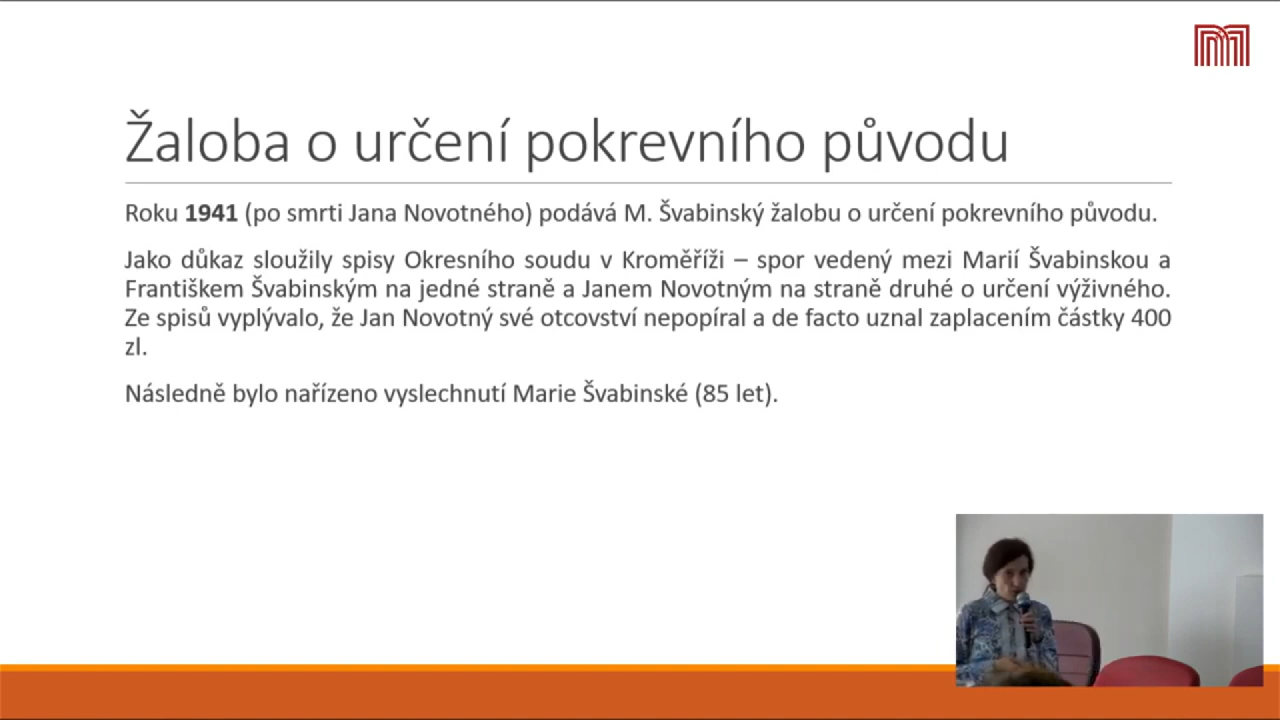 Žaloba o určení pokrevního původu
Roku 1941 (po smrti Jana Novotného) podává M. Švabinský žalobu o určení pokrevního původu.
Jako důkaz sloužily spisy Okresního soudu v Kroměříži – spor vedený mezi Marií Švabinskou a
Františkem Švabinským na jedné straně a Janem Novotným na straně druhé o určení výživného.
Ze spisů vyplývalo, že Jan Novotný své otcovství nepopíral a de facto uznal zaplacením částky 400
zl.
Následně bylo nařízeno vyslechnutí Marie Švabinské (85 let).